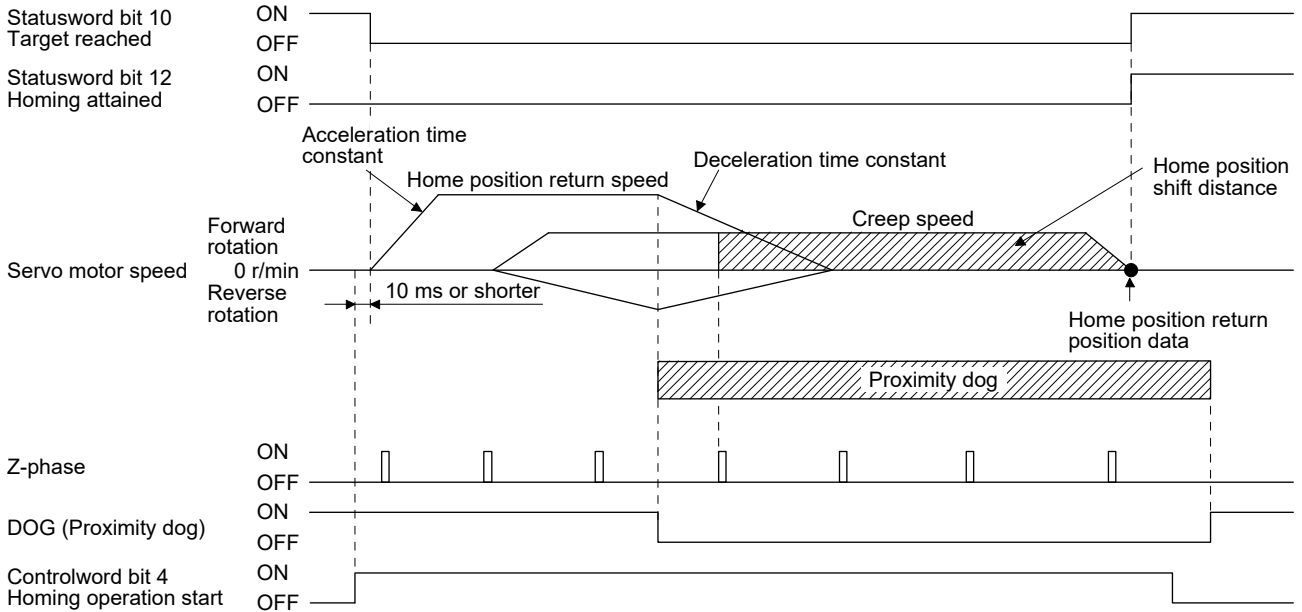 Statusword bit 10
Target reached
ON
OFF
Statusword bit 12
Homing attained
ON
OFF
Acceleration time
constant
Home position return speed
Deceleration time constant
Home position
shift distance
Creep speed
Forward
rotation
Servo motor speed
0 r/min
Reverse
rotation
10 ms or shorter
Home position return
position data
Proximity dog
Z-phase
ON
OFF
DOG (Proximity dog)
ON
OFF
Controlword bit 4
Homing operation start
ON
OFF